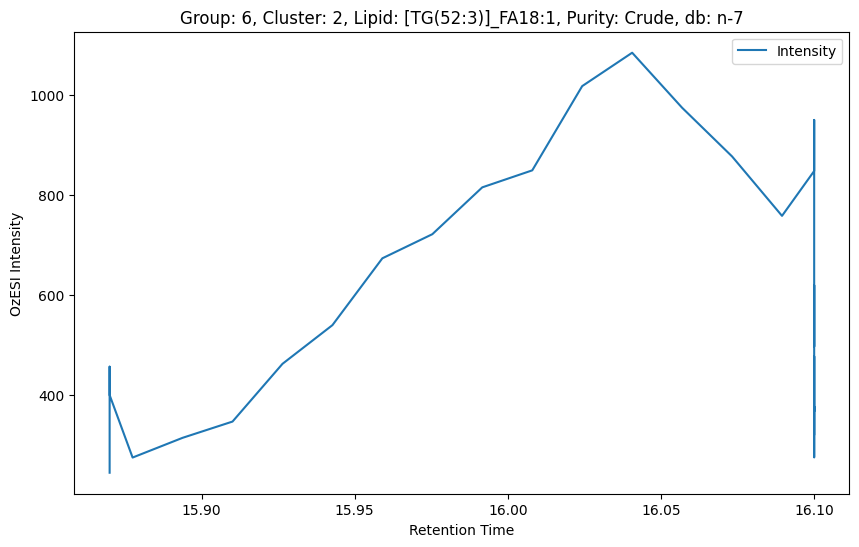 Group: 6, Cluster: 2, Lipid: [TG(52:3)]_FA18:1, Purity: Crude, db: n-7
Intensity
1000
800
600
400
OzESI Intensity
15.90 15.95 16.00 16.05 16.10
Retention Time